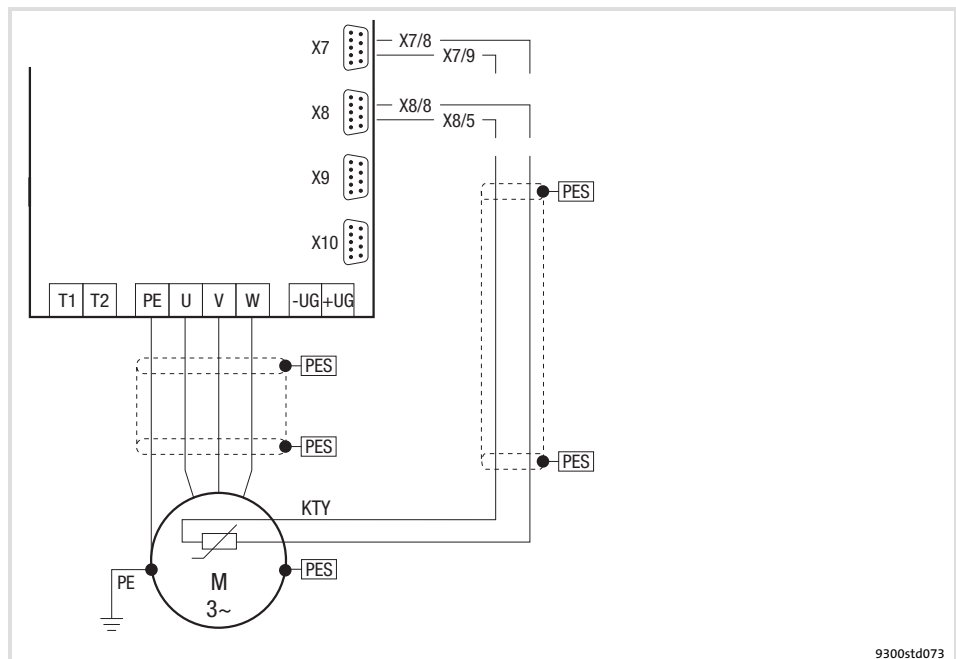 X7
X7/8
X7/9
X8
X8/8
X8/5
X9
PES
X10
T1 T2 PE U V W -UG +UG
PES
PES
PES
KTY
PE
M
3~
PES
9300std073